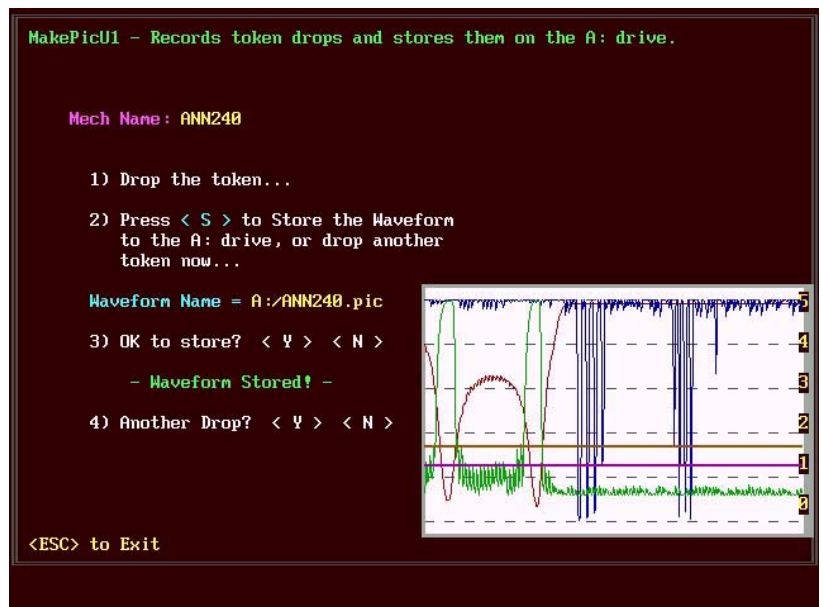 MakePicU1 - Records token drops and stores them on the A: drive.
Mech Name: ANN240
1) Drop the token...
2) Press < S > to Store the Waveform
to the A: drive, or drop another
token now...
Waveform Name = A:/ANN240.pic
3) OK to store? < Y > < N >
- Waveform Stored! -
4) Another Drop? < Y > < N >
5
4
3
2
1
0
<ESC> to Exit